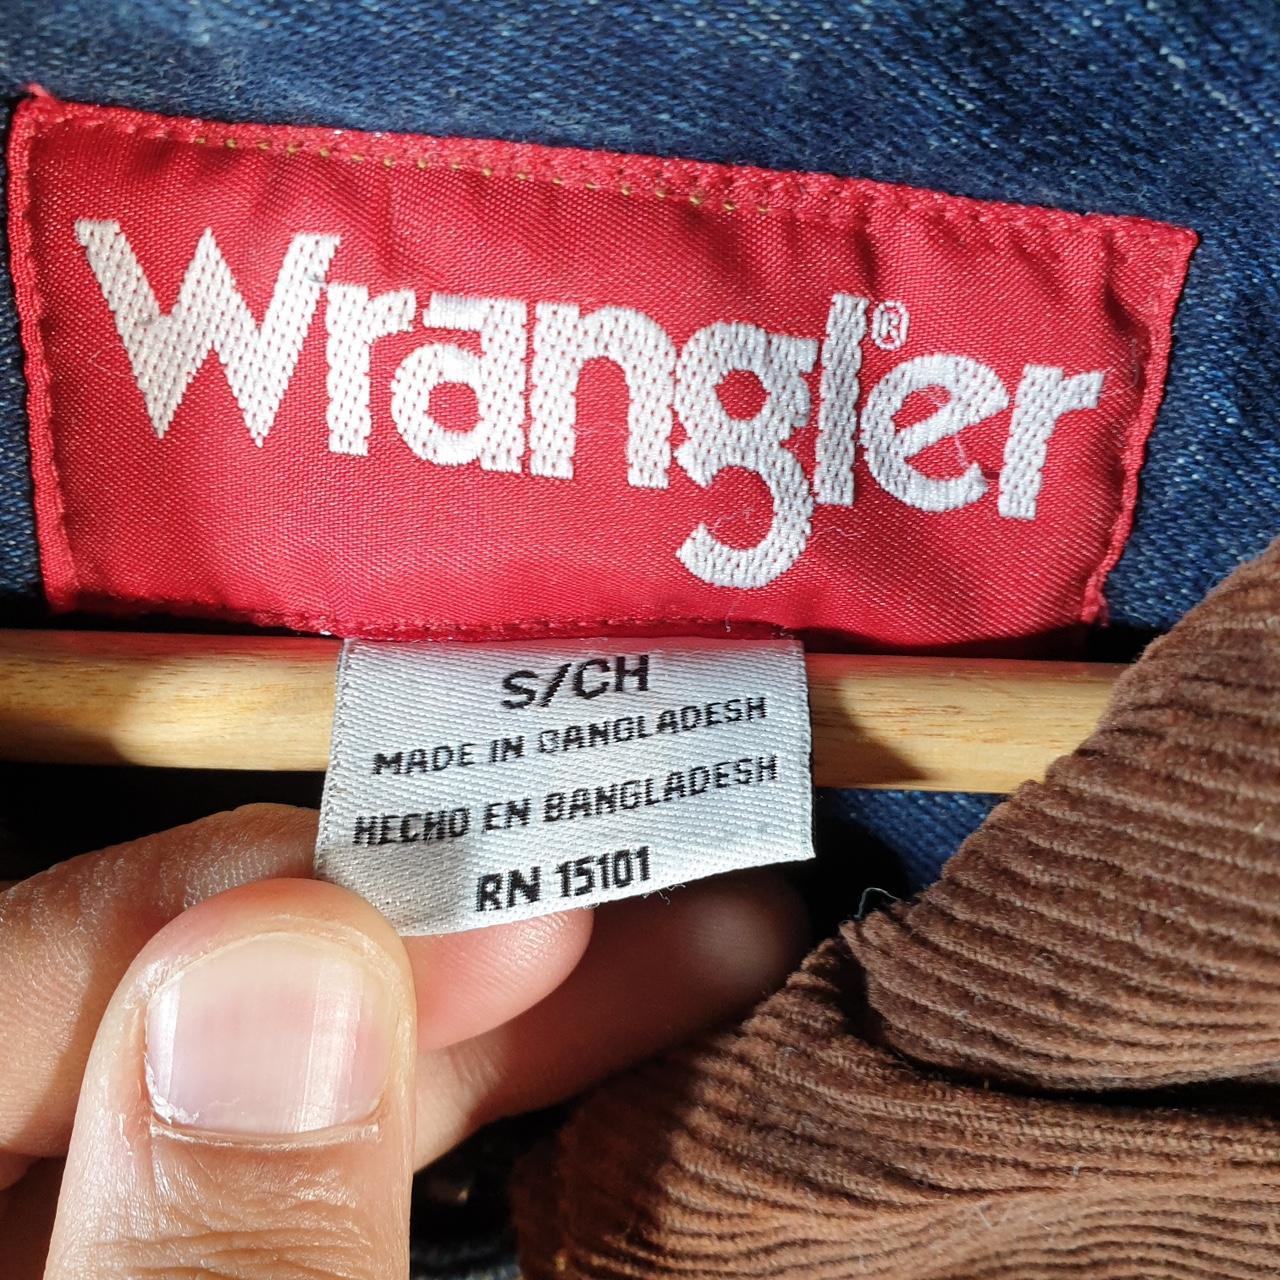 Wrangler®
S/CH
MADE IN BANGLADESH
HECHO EN BANGLADESH
RN 15101